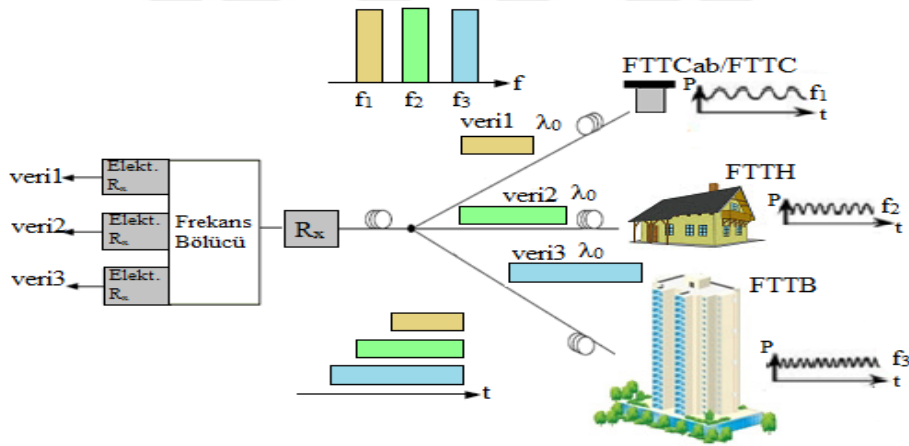 f₁ f₂ f₃ f
FTTCab/FTTC
P f₁
t
veri1 λ₀
Elekt.
Rₓ
veri1
Elekt.
Rₓ
veri2
Elekt.
Rₓ
veri3
Frekans
Bölücü
Rₓ
veri2 λ₀
FTTH
P f₂
t
veri3 λ₀
FTTB
P f₃
t
t